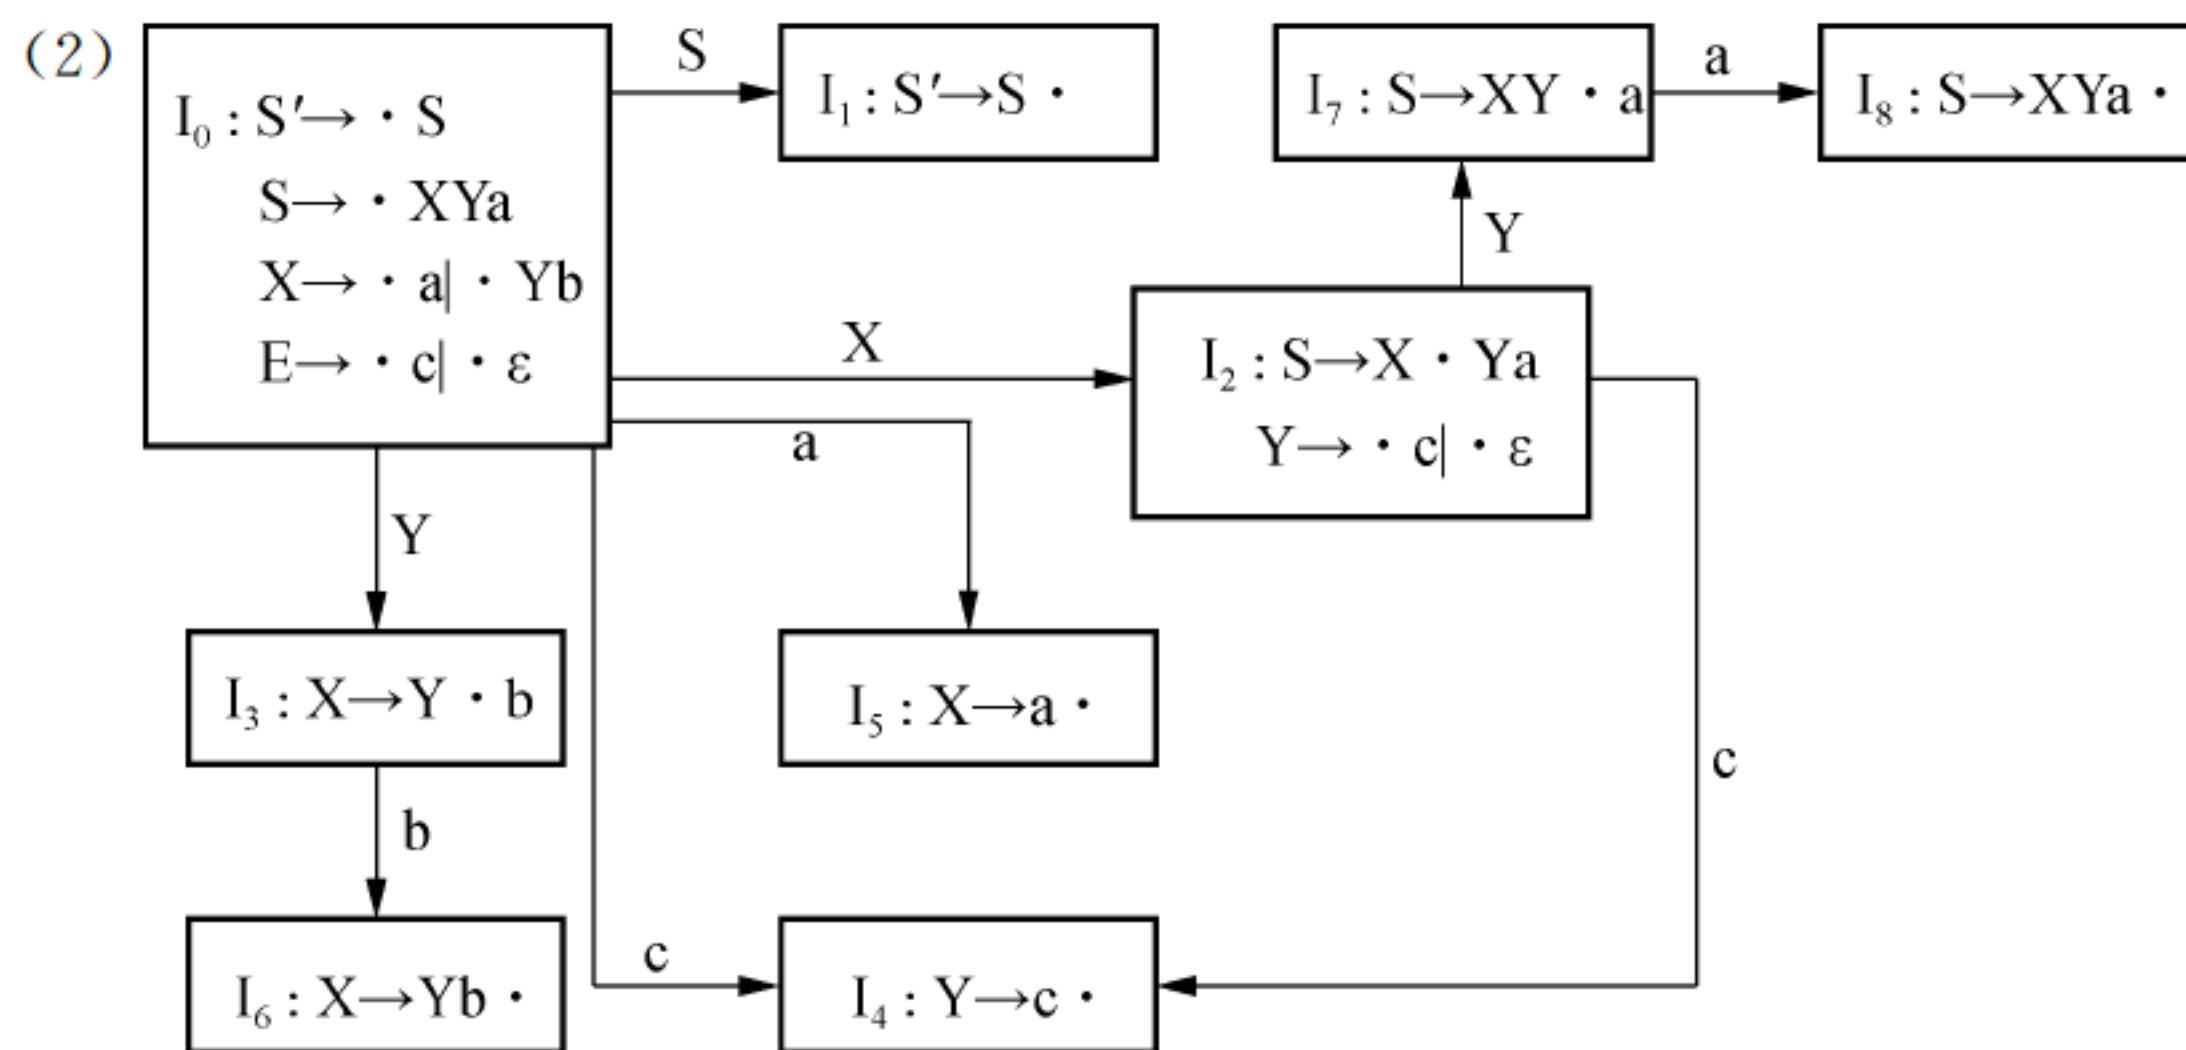 (2)
I₀ : S′→ · S
S→ · XYa
X→ · a| · Yb
E→ · c| · ε
S
I₁ : S′→S ·
I₇ : S→XY · a
a
I₈ : S→XYa ·
Y
X
I₂ : S→X · Ya
Y→ · c| · ε
a
Y
c
I₃ : X→Y · b
I₅ : X→a ·
b
c
I₆ : X→Yb ·
I₄ : Y→c ·